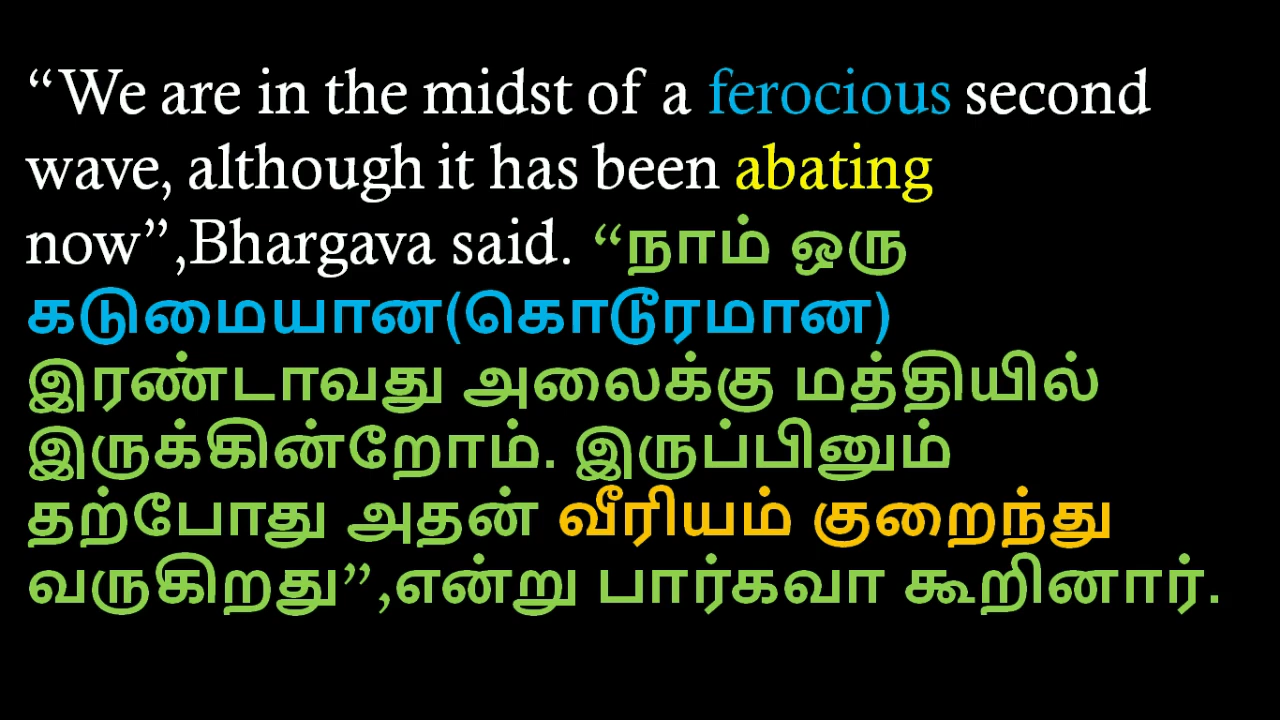 “We are in the midst of a ferocious second
wave, although it has been abating
now”,Bhargava said. “நாம் ஒரு
கடுமையான(கொடூரமான)
இரண்டாவது அலைக்கு மத்தியில்
இருக்கின்றோம். இருப்பினும்
தற்போது அதன் வீரியம் குறைந்து
வருகிறது”,என்று பார்கவா கூறினார்.